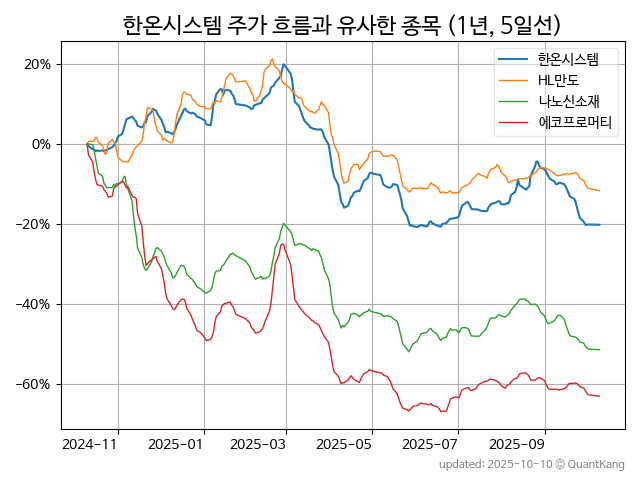 한온시스템 주가 흐름과 유사한 종목 (1년, 5일선)
한온시스템
HL만도
나노신소재
에코프로머티
20%
0%
−20%
−40%
−60%
2024-11
2025-01
2025-03
2025-05
2025-07
2025-09
updated: 2025-10-10 © QuantKang